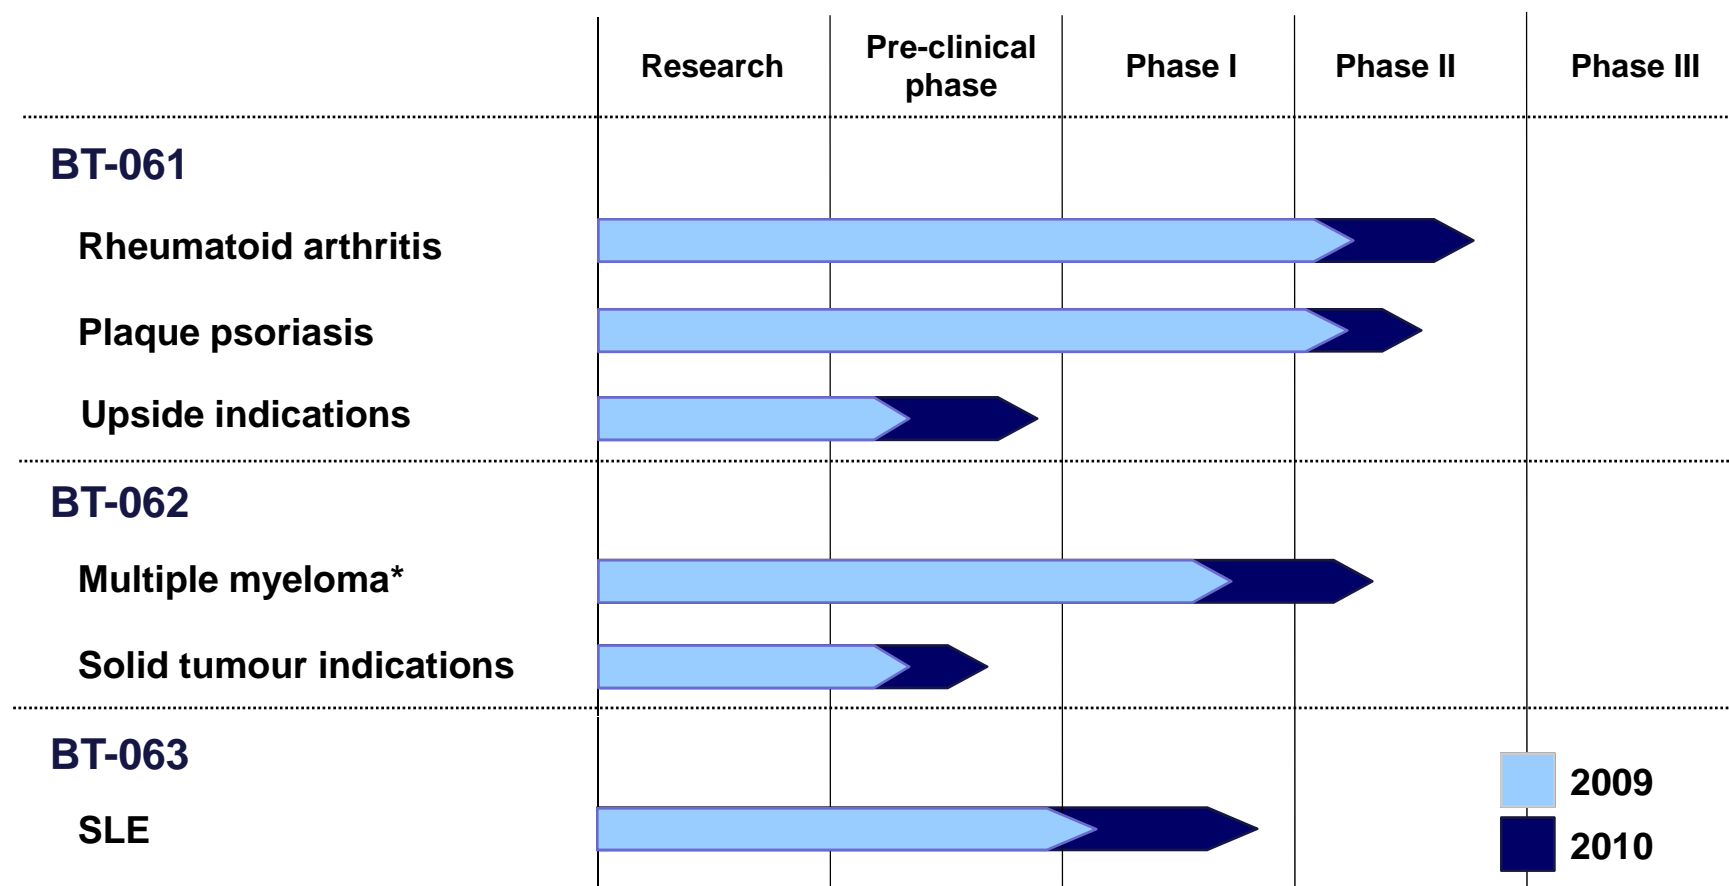 Research
Pre-clinical
phase
Phase I
Phase II
Phase III
BT-061
Rheumatoid arthritis
Plaque psoriasis
Upside indications
BT-062
Multiple myeloma*
Solid tumour indications
BT-063
SLE
2009
2010